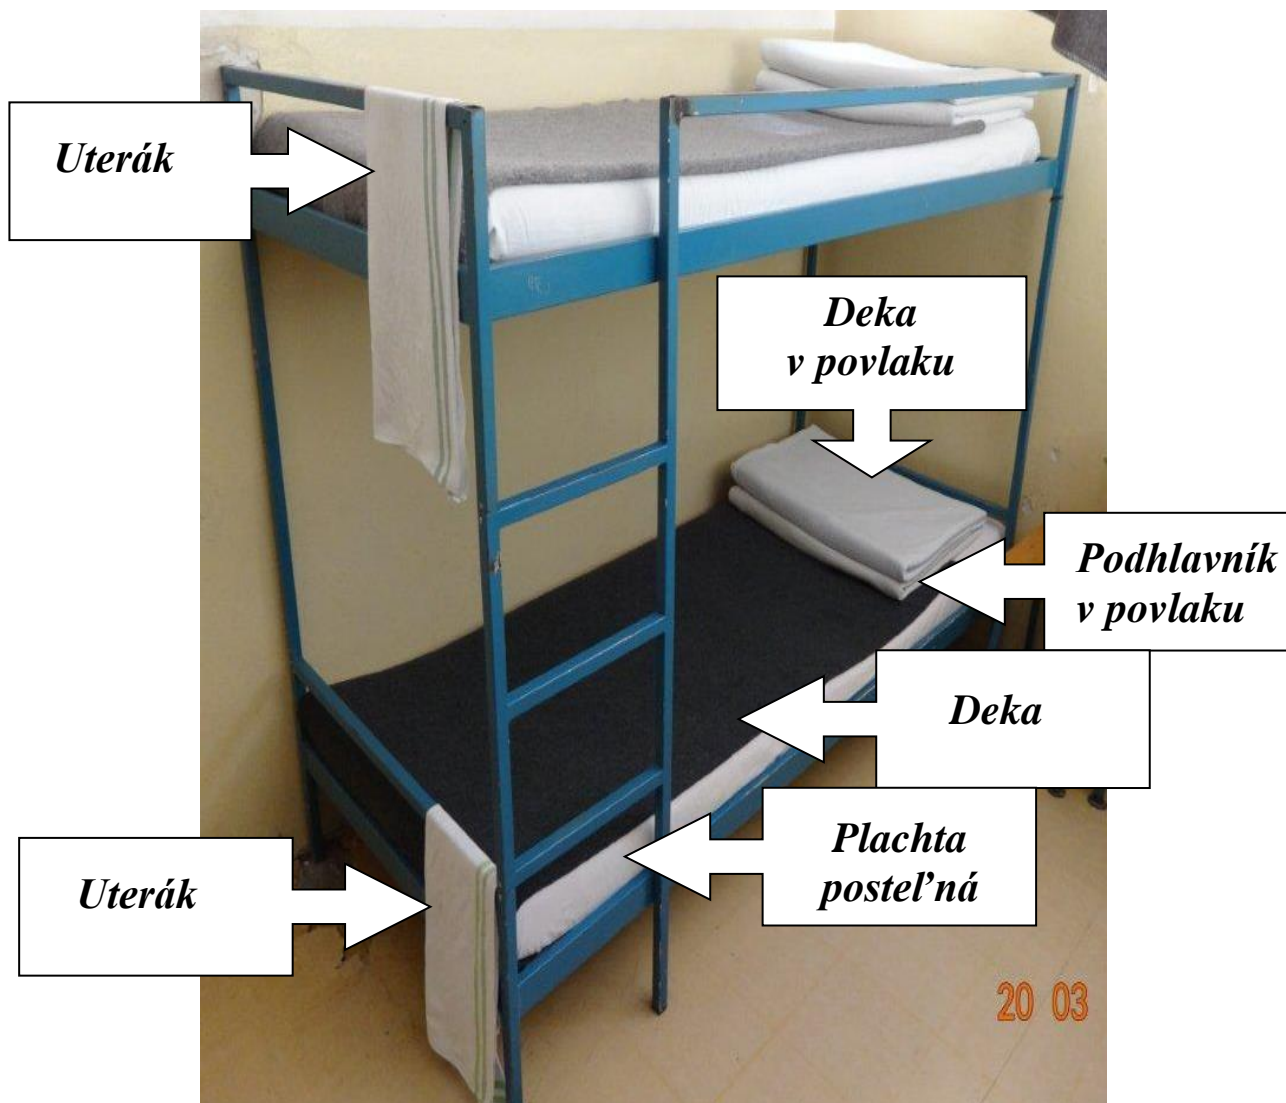 Uterák
Deka
v povlaku
Podhlavník
v povlaku
Deka
Plachta
posteľná
Uterák
20 03